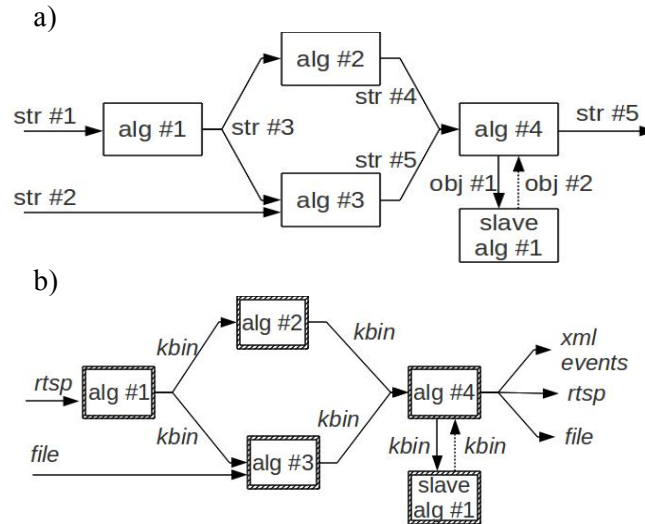 a)
alg #2
str #1
alg #1
str #3
str #4
alg #4
str #5
str #2
alg #3
str #5
obj #1
obj #2
slave
alg #1
b)
alg #2
kbin
kbin
xml
events
rtsp
alg #1
alg #4
rtsp
kbin
kbin
file
alg #3
kbin
kbin
file
slave
alg #1